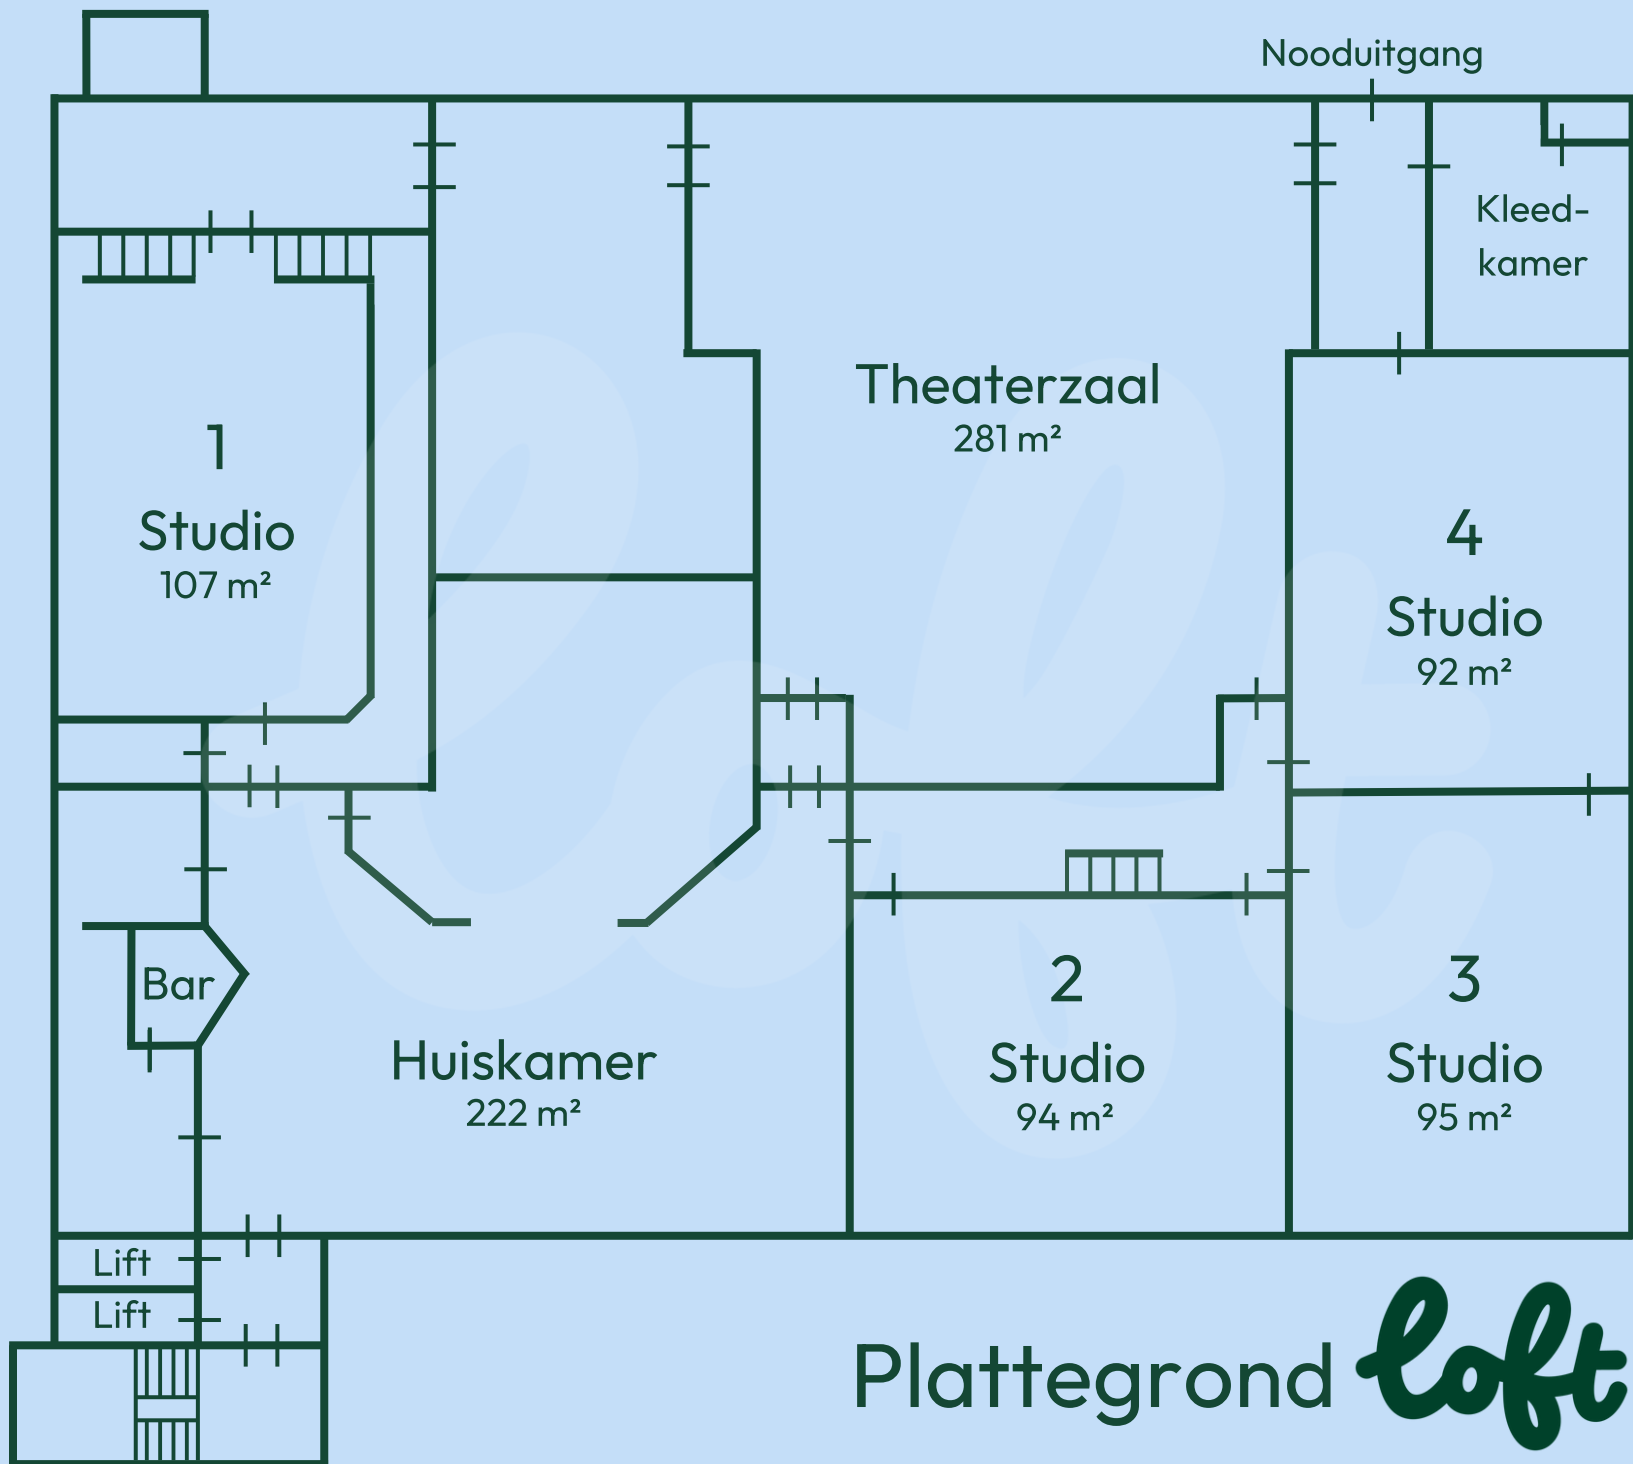 Nooduitgang
Kleed-
kamer
Theaterzaal
281 m²
1
Studio
107 m²
4
Studio
92 m²
Bar
Huiskamer
222 m²
2
Studio
94 m²
3
Studio
95 m²
Lift
Lift
Plattegrond loft
loft